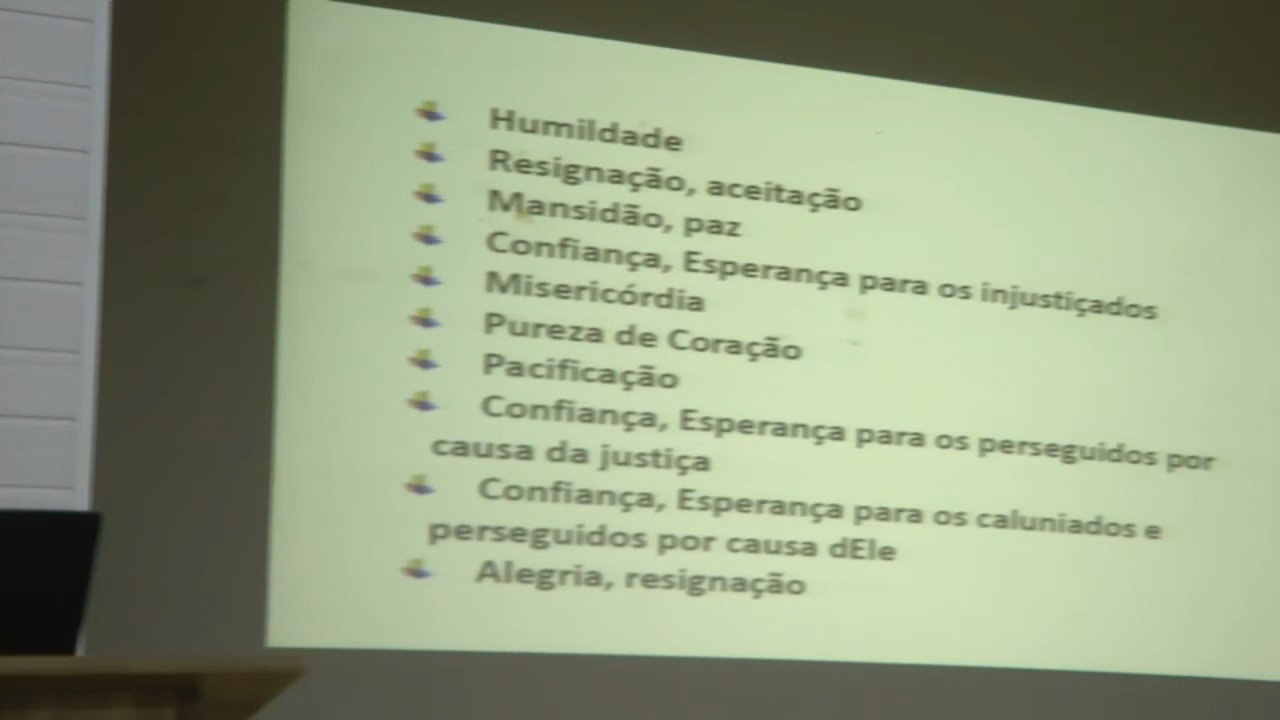 Humildade
Resignação, aceitação
Mansidão, paz
Confiança, Esperança para os injustiçados
Misericórdia
Pureza de Coração
Pacificação
Confiança, Esperança para os perseguidos por
causa da justiça
Confiança, Esperança para os caluniados e
perseguidos por causa dEle
Alegria, resignação